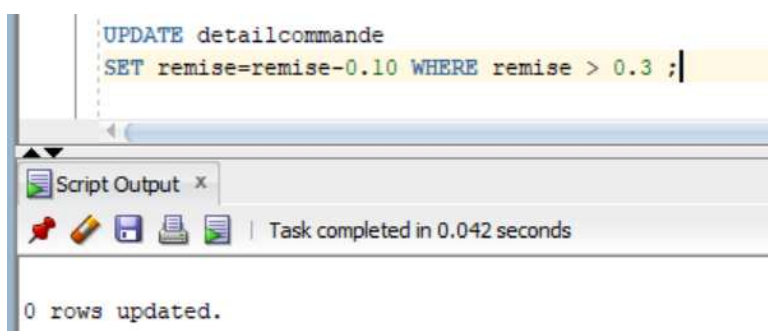 UPDATE detailcommande
SET remise=remise-0.10 WHERE remise > 0.3 ;
Script Output x
Task completed in 0.042 seconds
0 rows updated.